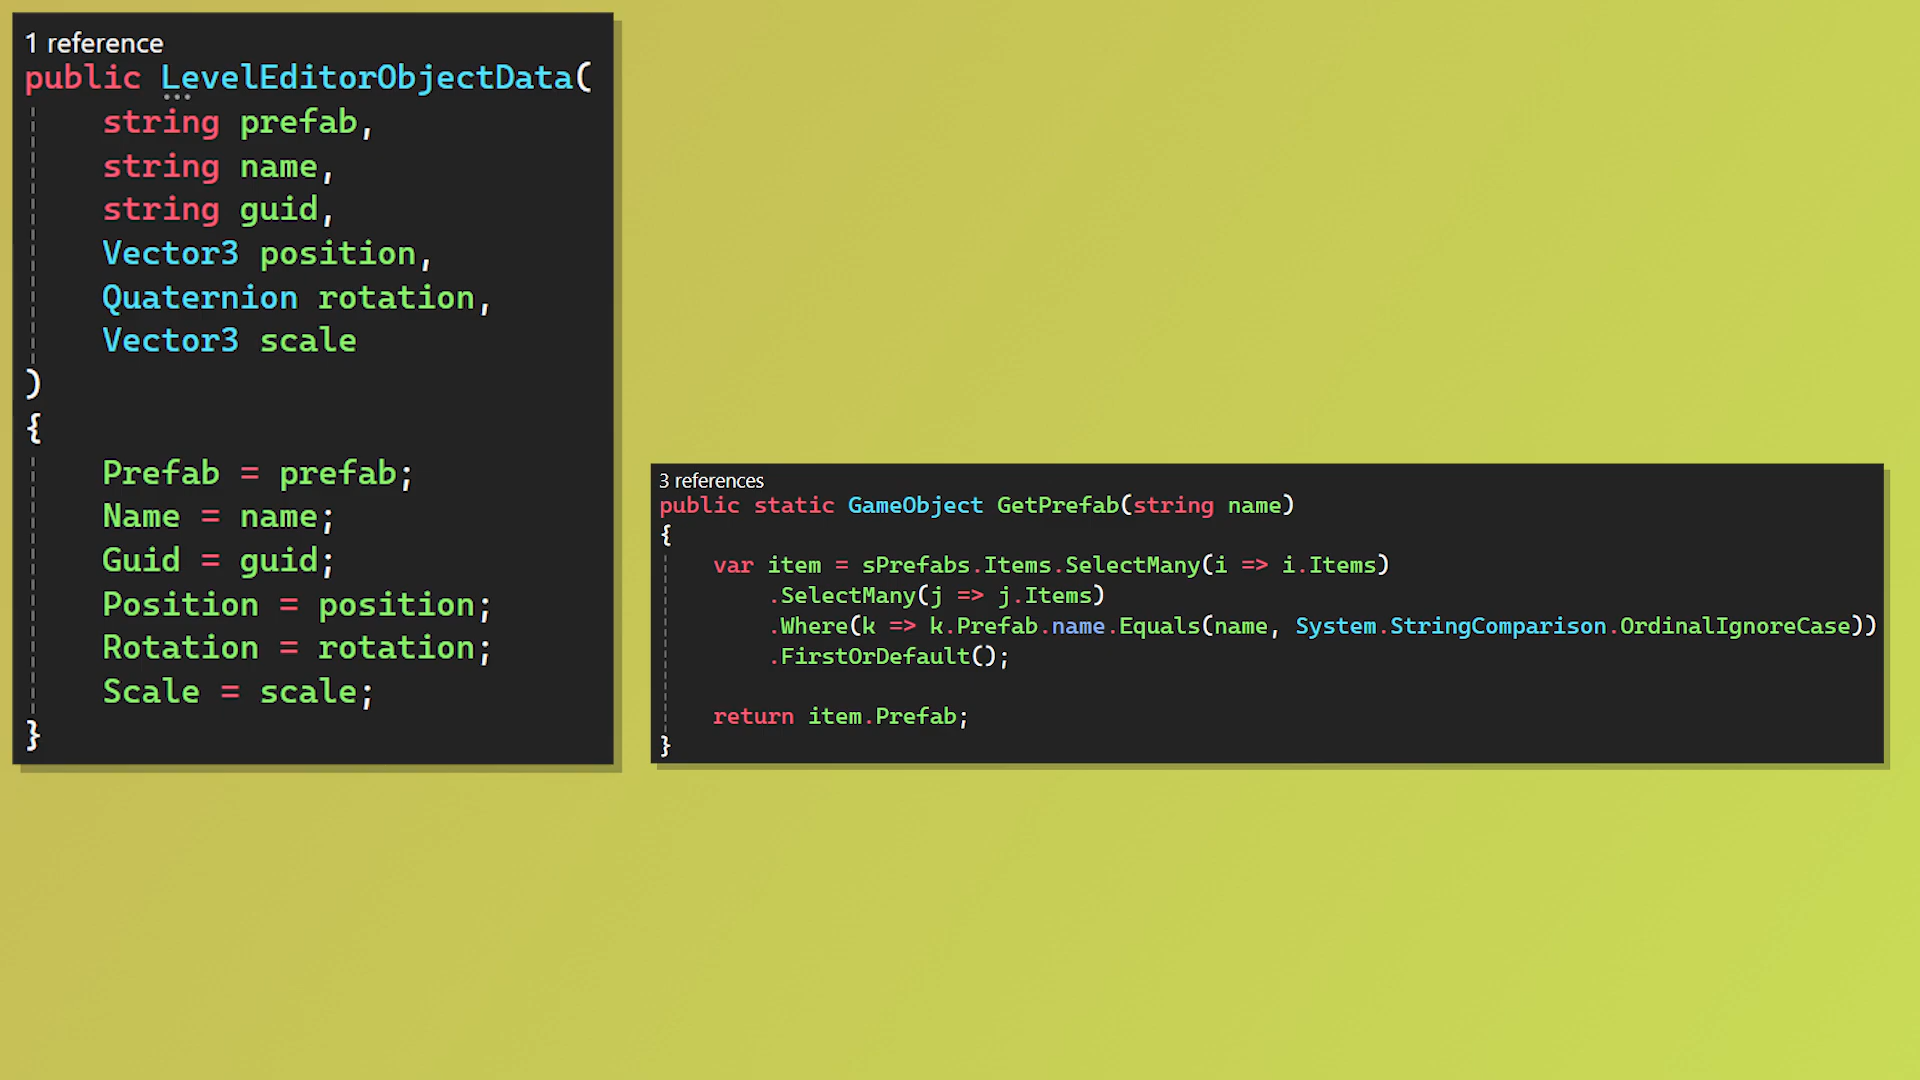 1 reference
public LevelEditorObjectData(
string prefab,
string name,
string guid,
Vector3 position,
Quaternion rotation,
Vector3 scale
)
{
Prefab = prefab;
Name = name;
Guid = guid;
Position = position;
Rotation = rotation;
Scale = scale;
}
3 references
public static GameObject GetPrefab(string name)
{
var item = sPrefabs.Items.SelectMany(i => i.Items)
.SelectMany(j => j.Items)
.Where(k => k.Prefab.name.Equals(name, System.StringComparison.OrdinalIgnoreCase))
.FirstOrDefault();
return item.Prefab;
}